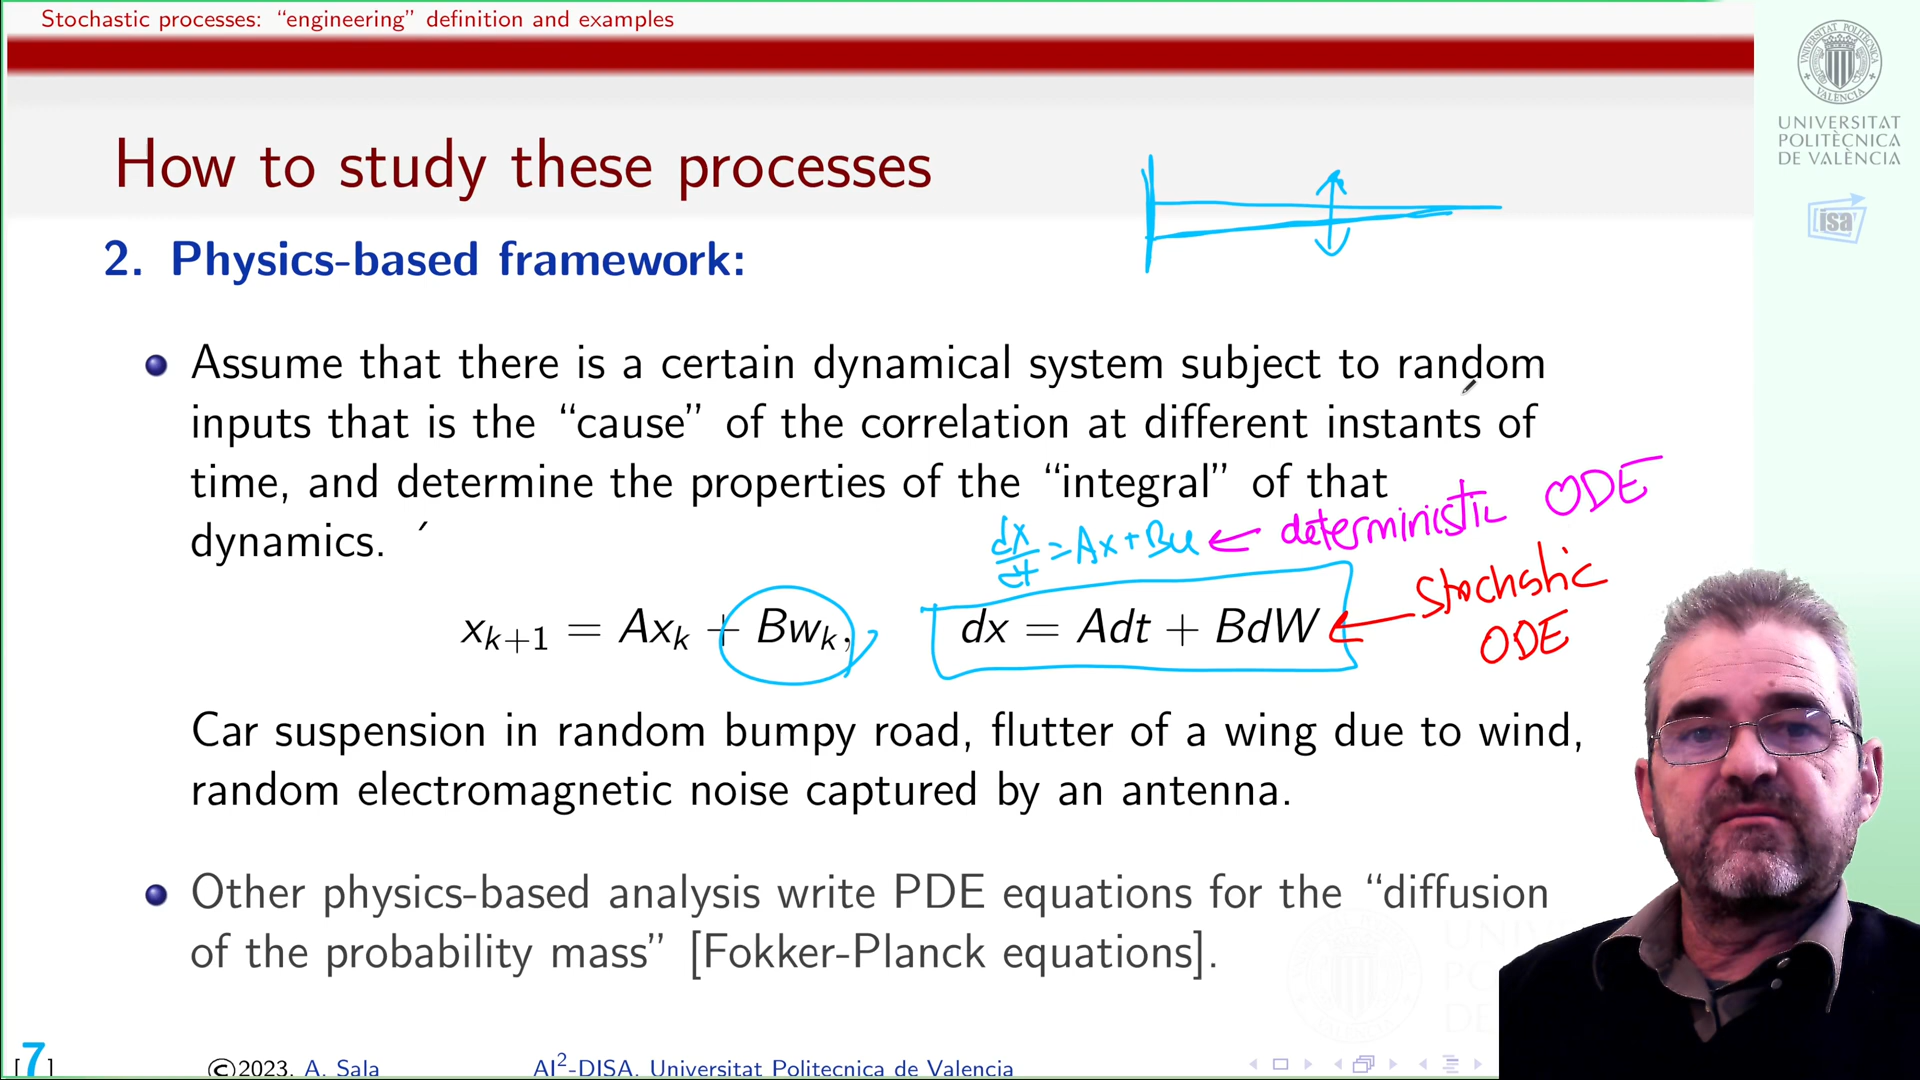 Stochastic processes: “engineering” definition and examples
UNIVERSITAT
POLITÈCNICA
DE VALÈNCIA
isa
How to study these processes
2. Physics-based framework:
Assume that there is a certain dynamical system subject to random
inputs that is the “cause” of the correlation at different instants of
time, and determine the properties of the “integral” of that
dynamics. ´
dx/dt = Ax + Bu ← deterministic ODE
x_{k+1} = Ax_k + Bw_k, dx = Adt + BdW ← Stochstic
ODE
Car suspension in random bumpy road, flutter of a wing due to wind,
random electromagnetic noise captured by an antenna.
Other physics-based analysis write PDE equations for the “diffusion
of the probability mass” [Fokker-Planck equations].
[7] ©2023, A. Sala AI²-DISA, Universitat Politecnica de Valencia